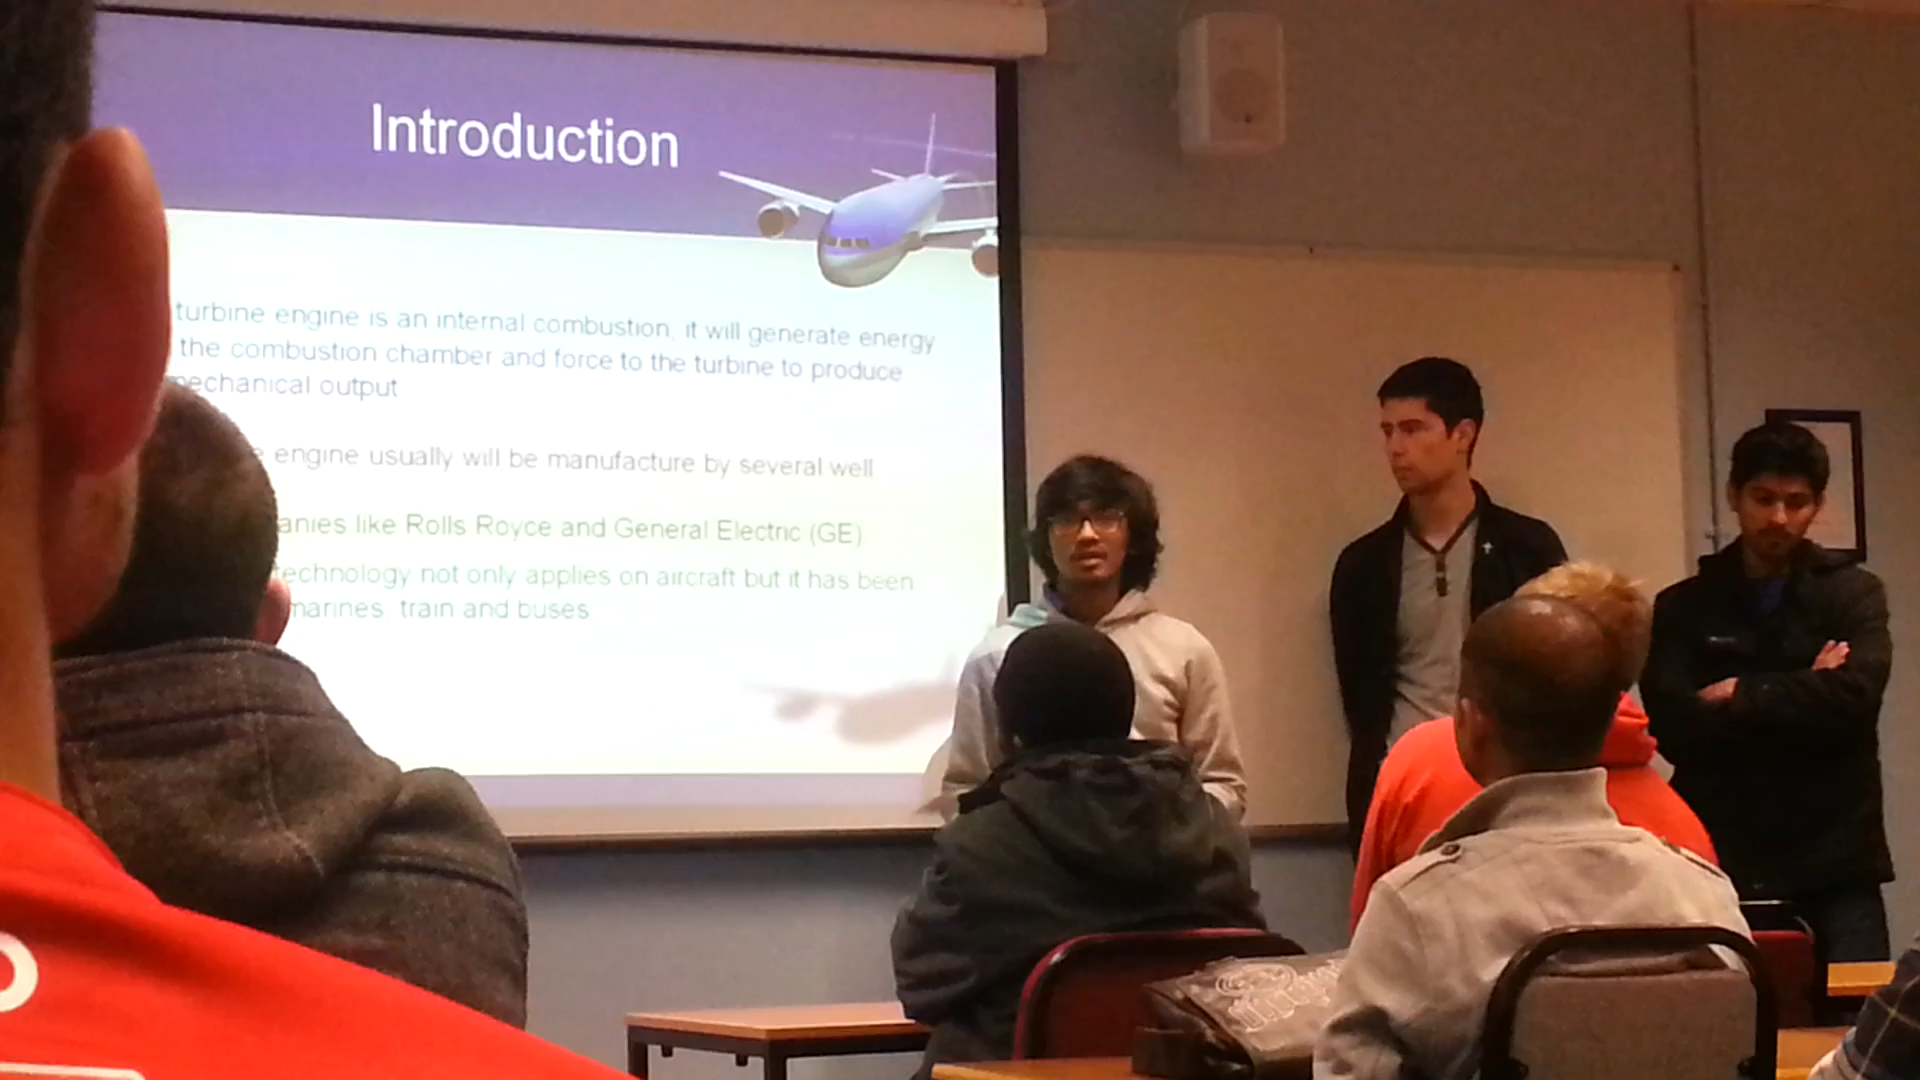 Introduction
turbine engine is an internal combustion, it will generate energy
the combustion chamber and force to the turbine to produce
mechanical output
engine usually will be manufacture by several well
anies like Rolls Royce and General Electric (GE)
technology not only applies on aircraft but it has been
marines, train and buses